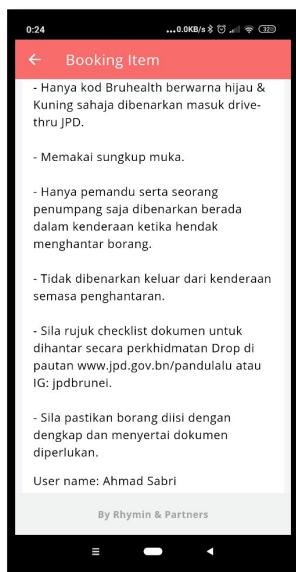 0:24
...0.0KB/s
32
Booking Item
- Hanya kod Bruhealth berwarna hijau &
Kuning sahaja dibenarkan masuk drive-
thru JPD.
- Memakai sungkup muka.
- Hanya pemandu serta seorang
penumpang saja dibenarkan berada
dalam kenderaan ketika hendak
menghantar borang.
- Tidak dibenarkan keluar dari kenderaan
semasa penghantaran.
- Sila rujuk checklist dokumen untuk
dihantar secara perkhidmatan Drop di
pautan www.jpd.gov.bn/pandulalu atau
IG: jpdbrunei.
- Sila pastikan borang diisi dengan
dengkap dan menyertai dokumen
diperlukan.
User name: Ahmad Sabri
By Rhymin & Partners